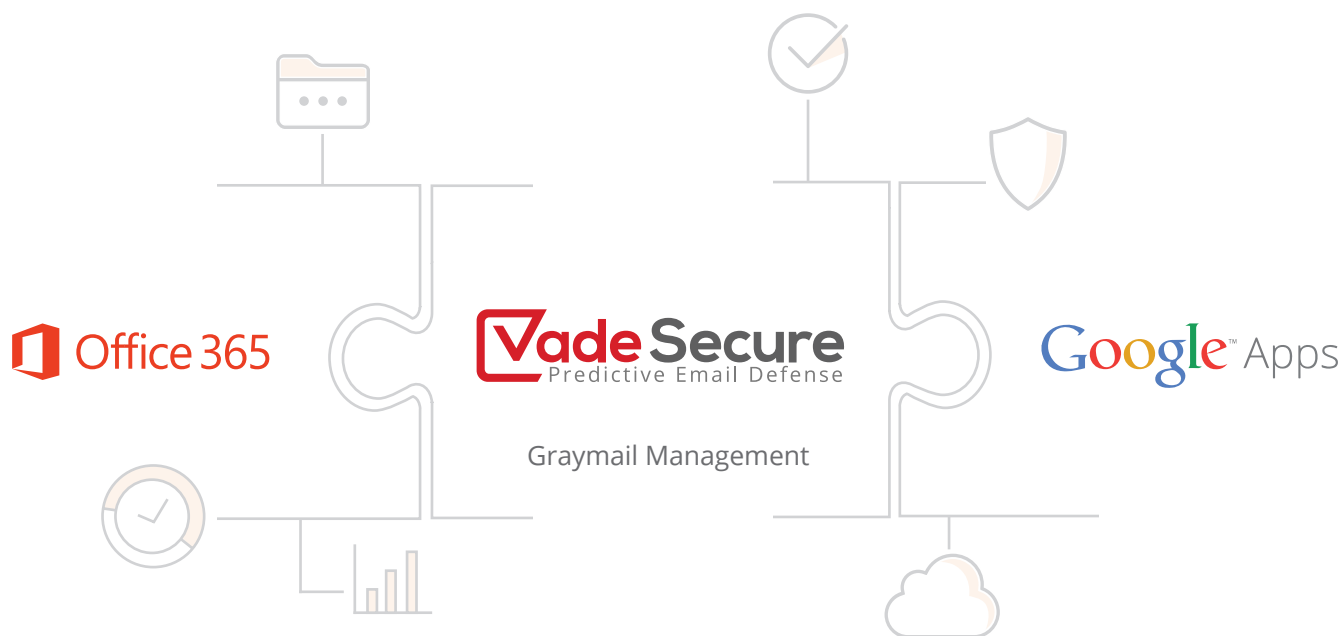 Office 365
Vade Secure
Predictive Email Defense
Google™ Apps
Graymail Management